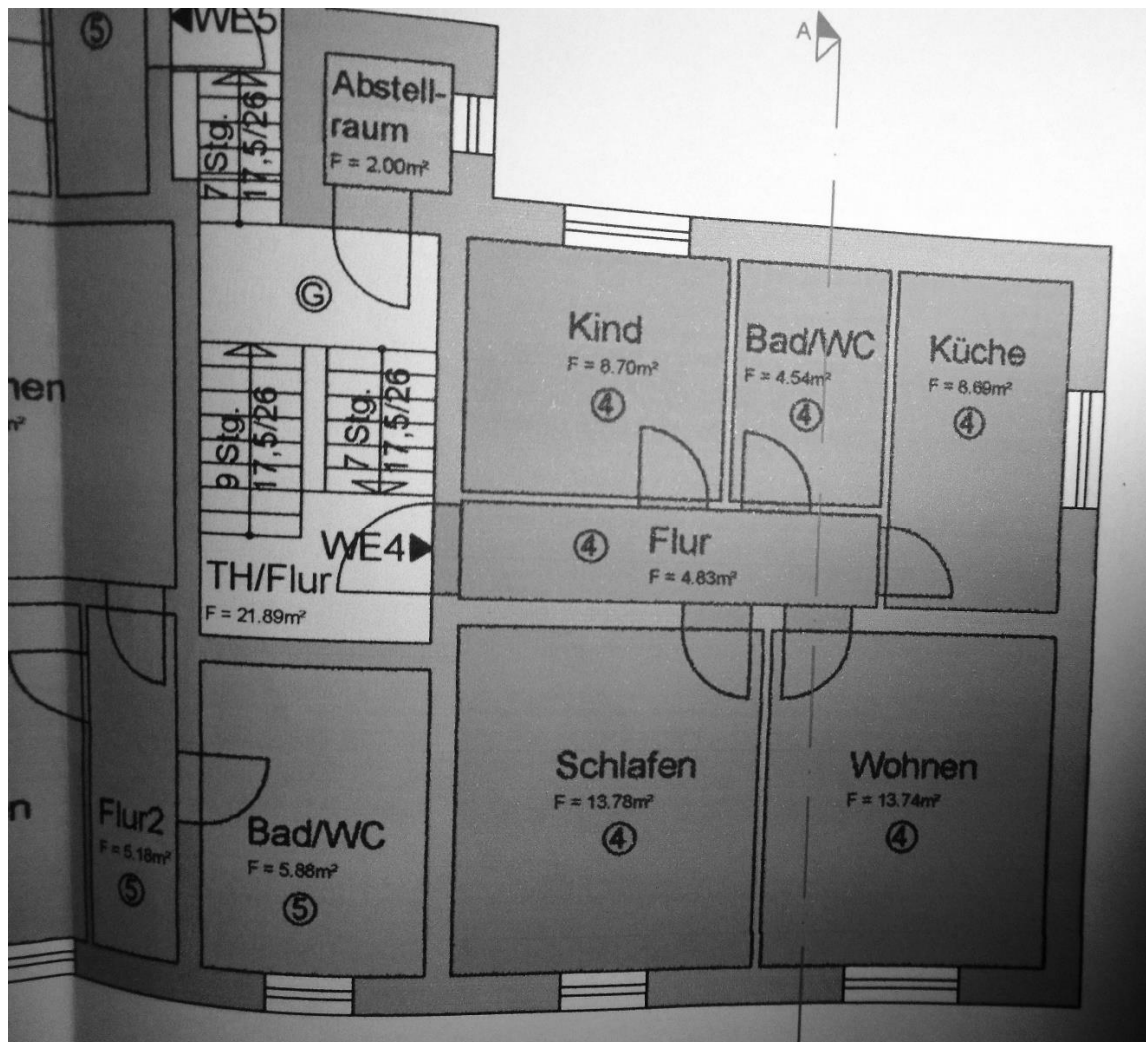 WE5
5
Abstell-
raum
F = 2.00m²
7 Stg.
17,5/26
A
G
Kind
F = 8.70m²
4
Bad/WC
F = 4.54m²
4
Küche
F = 8.69m²
4
9 Stg.
17,5/26
7 Stg.
17,5/26
WE4
TH/Flur
F = 21.89m²
4
Flur
F = 4.83m²
Schlafen
F = 13.78m²
4
Wohnen
F = 13.74m²
4
Flur2
5
Bad/WC
F = 5.88m²
5